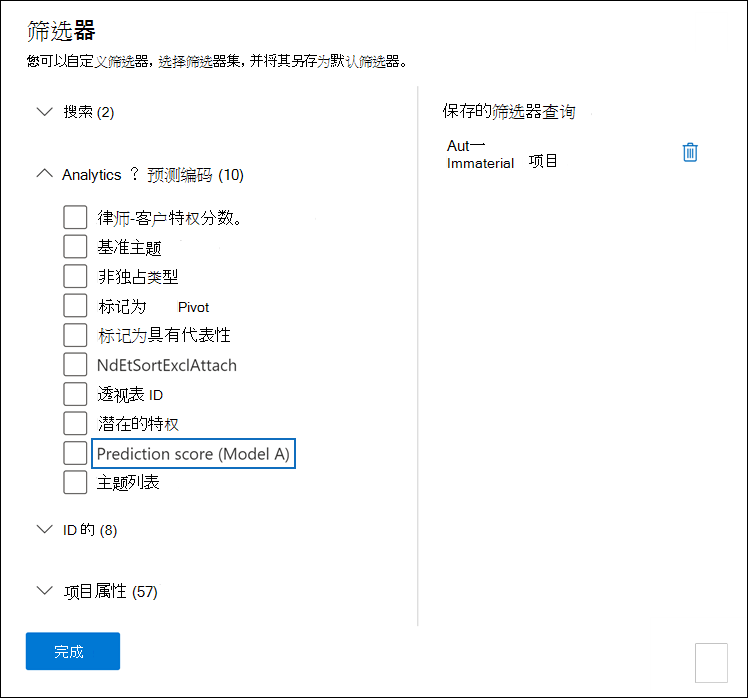 筛选器
您可以自定义筛选器，选择筛选器集，并将其另存为默认筛选器。
搜索 (2)
Analytics ？ 预测编码 (10)
律师-客户特权分数。
基准主题
非独占类型
标记为 Pivot
标记为具有代表性
NdEtSortExclAttach
透视表 ID
潜在的特权
Prediction score (Model A)
主题列表
ID 的 (8)
项目属性 (57)
完成
保存的筛选器查询
Aut一
Immaterial 项目